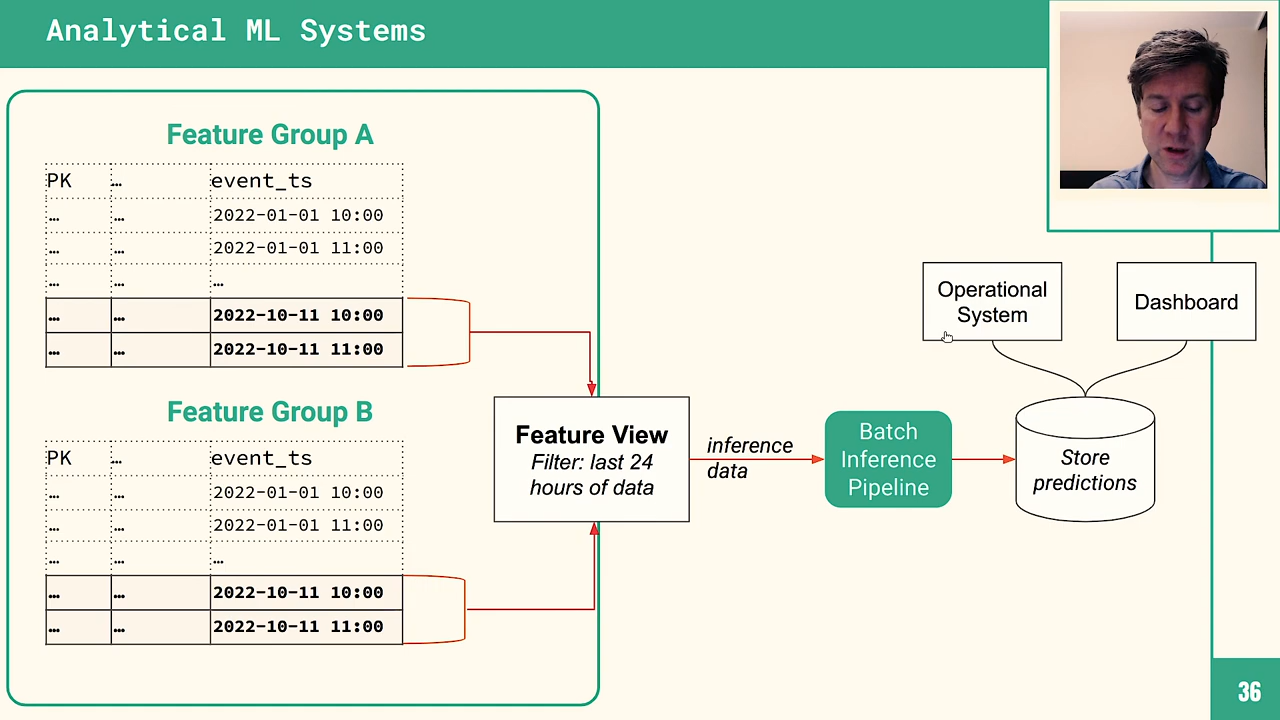 Analytical ML Systems
Feature Group A
PK … event_ts
… … 2022-01-01 10:00
… … 2022-01-01 11:00
… … …
… … 2022-10-11 10:00
… … 2022-10-11 11:00
Feature Group B
PK … event_ts
… … 2022-01-01 10:00
… … 2022-01-01 11:00
… … …
… … 2022-10-11 10:00
… … 2022-10-11 11:00
Feature View
Filter: last 24
hours of data
inference
data
Batch
Inference
Pipeline
Store
predictions
Operational
System
Dashboard
36